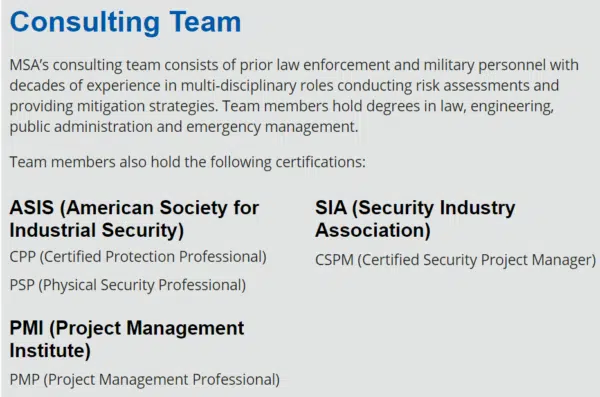 Consulting Team
MSA’s consulting team consists of prior law enforcement and military personnel with
decades of experience in multi-disciplinary roles conducting risk assessments and
providing mitigation strategies. Team members hold degrees in law, engineering,
public administration and emergency management.
Team members also hold the following certifications:
ASIS (American Society for
Industrial Security)
CPP (Certified Protection Professional)
PSP (Physical Security Professional)
SIA (Security Industry
Association)
CSPM (Certified Security Project Manager)
PMI (Project Management
Institute)
PMP (Project Management Professional)